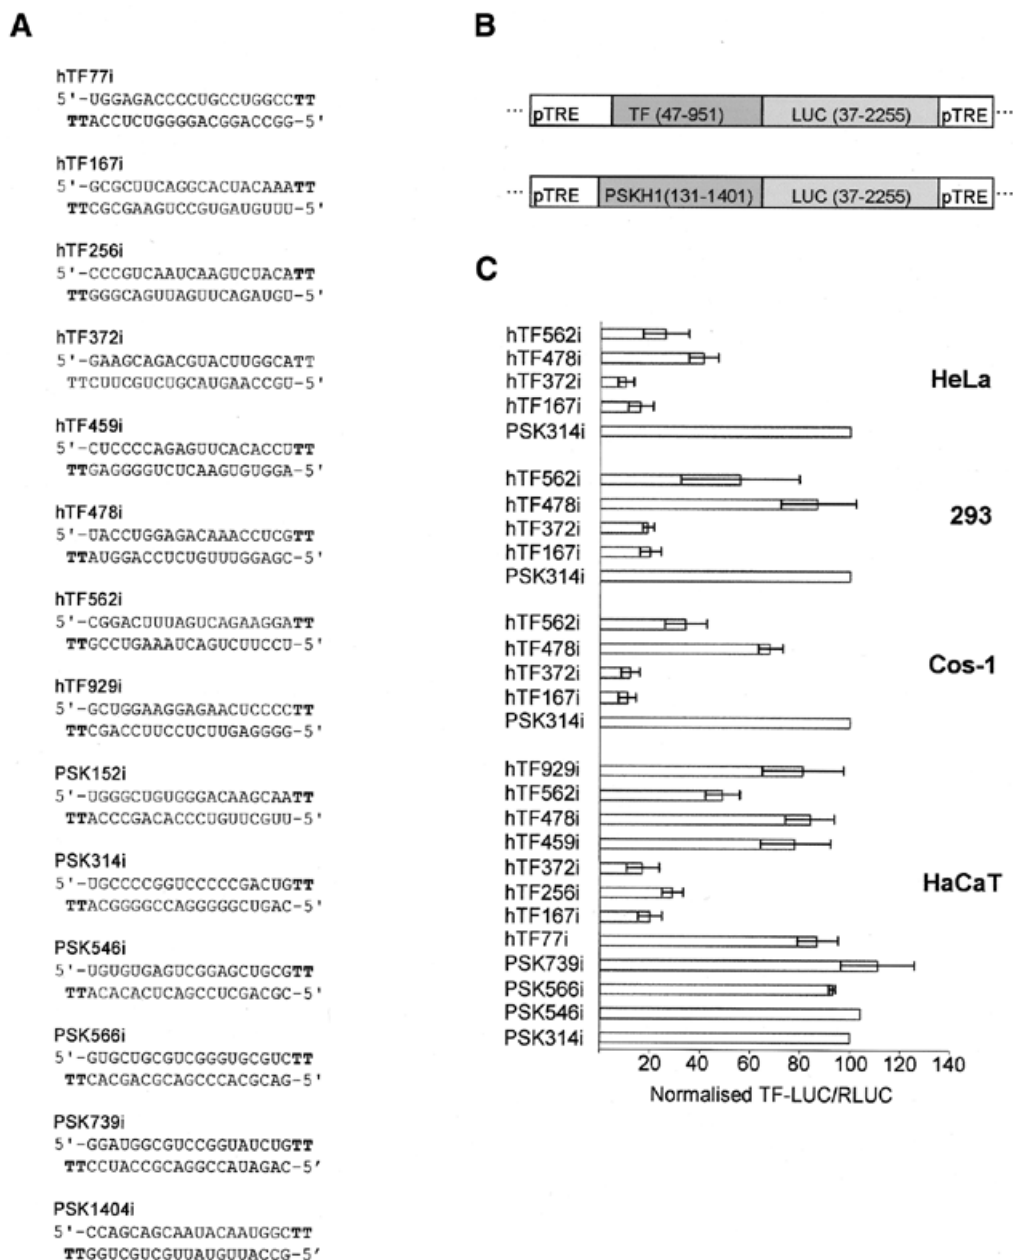 A
hTF77i
5'-UGGAGACCCCUGCCUGGCCTT
TTACCUCUGGGGACGGACCGG-5'
hTF167i
5'-GCGCUUCAGGCACUACAAATT
TTCGCGAAGUCCGUGAUGUUU-5'
hTF256i
5'-CCCGUCAAUCAAGUCUACATT
TTGGGCAGUUAGUUCAGAUGU-5'
hTF372i
5'-GAAGCAGACGUACUUGGCATT
TTCUUCGUCUGCAUGAACCGU-5'
hTF459i
5'-CUCCCCAGAGUUCACACCUTT
TTGAGGGGUCUCAAGUGUGGA-5'
hTF478i
5'-UACCUGGAGACAAACCUCGTT
TTAUGGACCUCUGUUUGGAGC-5'
hTF562i
5'-CGGACUUUAGUCAGAAGGATT
TTGCCUGAAAUCAGUCUUCCU-5'
hTF929i
5'-GCUGGAAGGAGAACUCCCCTT
TTCGACCUUCCUCUUGAGGGG-5'
PSK152i
5'-UGGGCUGUGGGACAAGCAATT
TTACCCGACACCCUGUUCGUU-5'
PSK314i
5'-UGCCCCGGUCCCCCGACUGTT
TTACGGGGCCAGGGGGCUGAC-5'
PSK546i
5'-UGUGUGAGUCGGAGCUGCGTT
TTACACACUCAGCCUCGACGC-5'
PSK566i
5'-GUGCUGCGUCGGGUGCGUCTT
TTCACGACGCAGCCCACGCAG-5'
PSK739i
5'-GGAUGGCGUCCGGUAUCUGTT
TTCCUACCGCAGGCCAUAGAC-5'
PSK1404i
5'-CCAGCAGCAAUACAAUGGCTT
TTGGUCGUCGUUAUGUUACCG-5'
B
... pTRE TF (47-951) LUC (37-2255) pTRE ...
... pTRE PSKH1(131-1401) LUC (37-2255) pTRE ...
C
hTF562i
hTF478i
hTF372i
hTF167i
PSK314i
HeLa
hTF562i
hTF478i
hTF372i
hTF167i
PSK314i
293
hTF562i
hTF478i
hTF372i
hTF167i
PSK314i
Cos-1
hTF929i
hTF562i
hTF478i
hTF459i
hTF372i
hTF256i
hTF167i
hTF77i
PSK739i
PSK566i
PSK546i
PSK314i
HaCaT
20 40 60 80 100 120 140
Normalised TF-LUC/RLUC